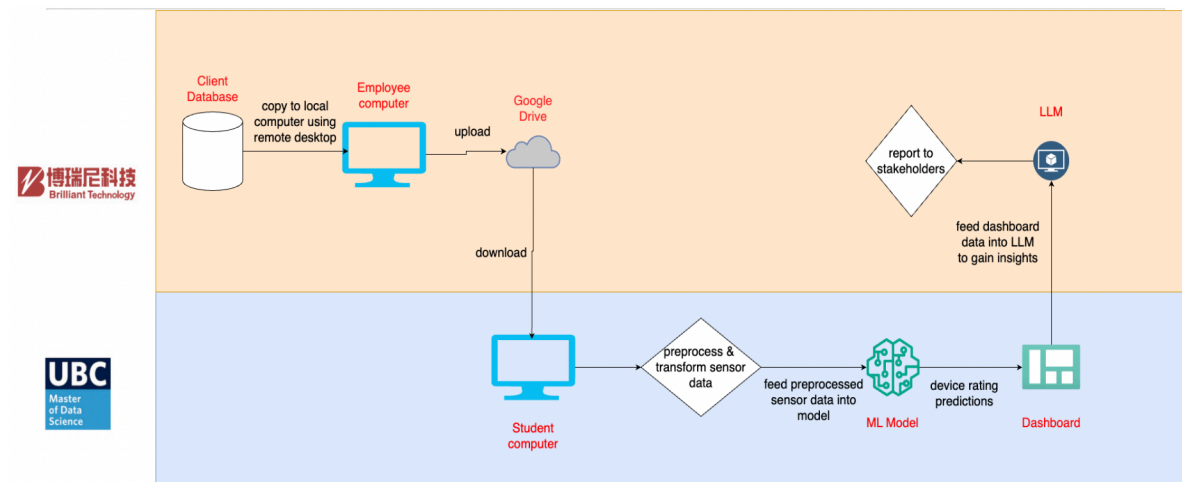 Client
Database
copy to local
computer using
remote desktop
Employee
computer
upload
Google
Drive
LLM
report to
stakeholders
博瑞尼科技
Brilliant Technology
download
feed dashboard
data into LLM
to gain insights
UBC
Master
of Data
Science
Student
computer
preprocess &
transform sensor
data
feed preprocessed
sensor data into
model
ML Model
device rating
predictions
Dashboard